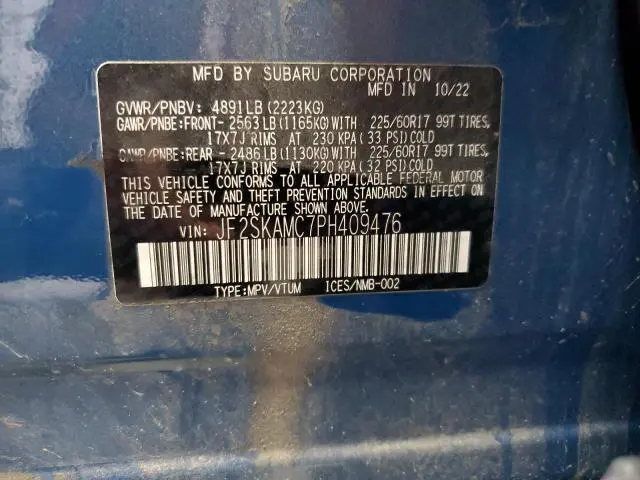 MFD BY SUBARU CORPORATION
MFD IN 10/22
GVWR/PNBV: 4891LB(2223KG)
GAWR/PNBE:FRONT- 2563LB(1165KG)WITH 225/60R17 99T TIRES,
17X7J RIMS AT 230 KPA(33 PSI)COLD
GAWR/PNBE:REAR - 2486LB(1130KG)WITH 225/60R17 99T TIRES,
17X7J RIMS AT 220 KPA(32 PSI)COLD
THIS VEHICLE CONFORMS TO ALL APPLICABLE FEDERAL MOTOR
VEHICLE SAFETY AND THEFT PREVENTION STANDARDS IN EFFECT ON
THE DATE OF MANUFACTURE SHOWN ABOVE.
VIN: JF2SKAMC7PH409476
TYPE:MPV/VTUM ICES/NMB-002